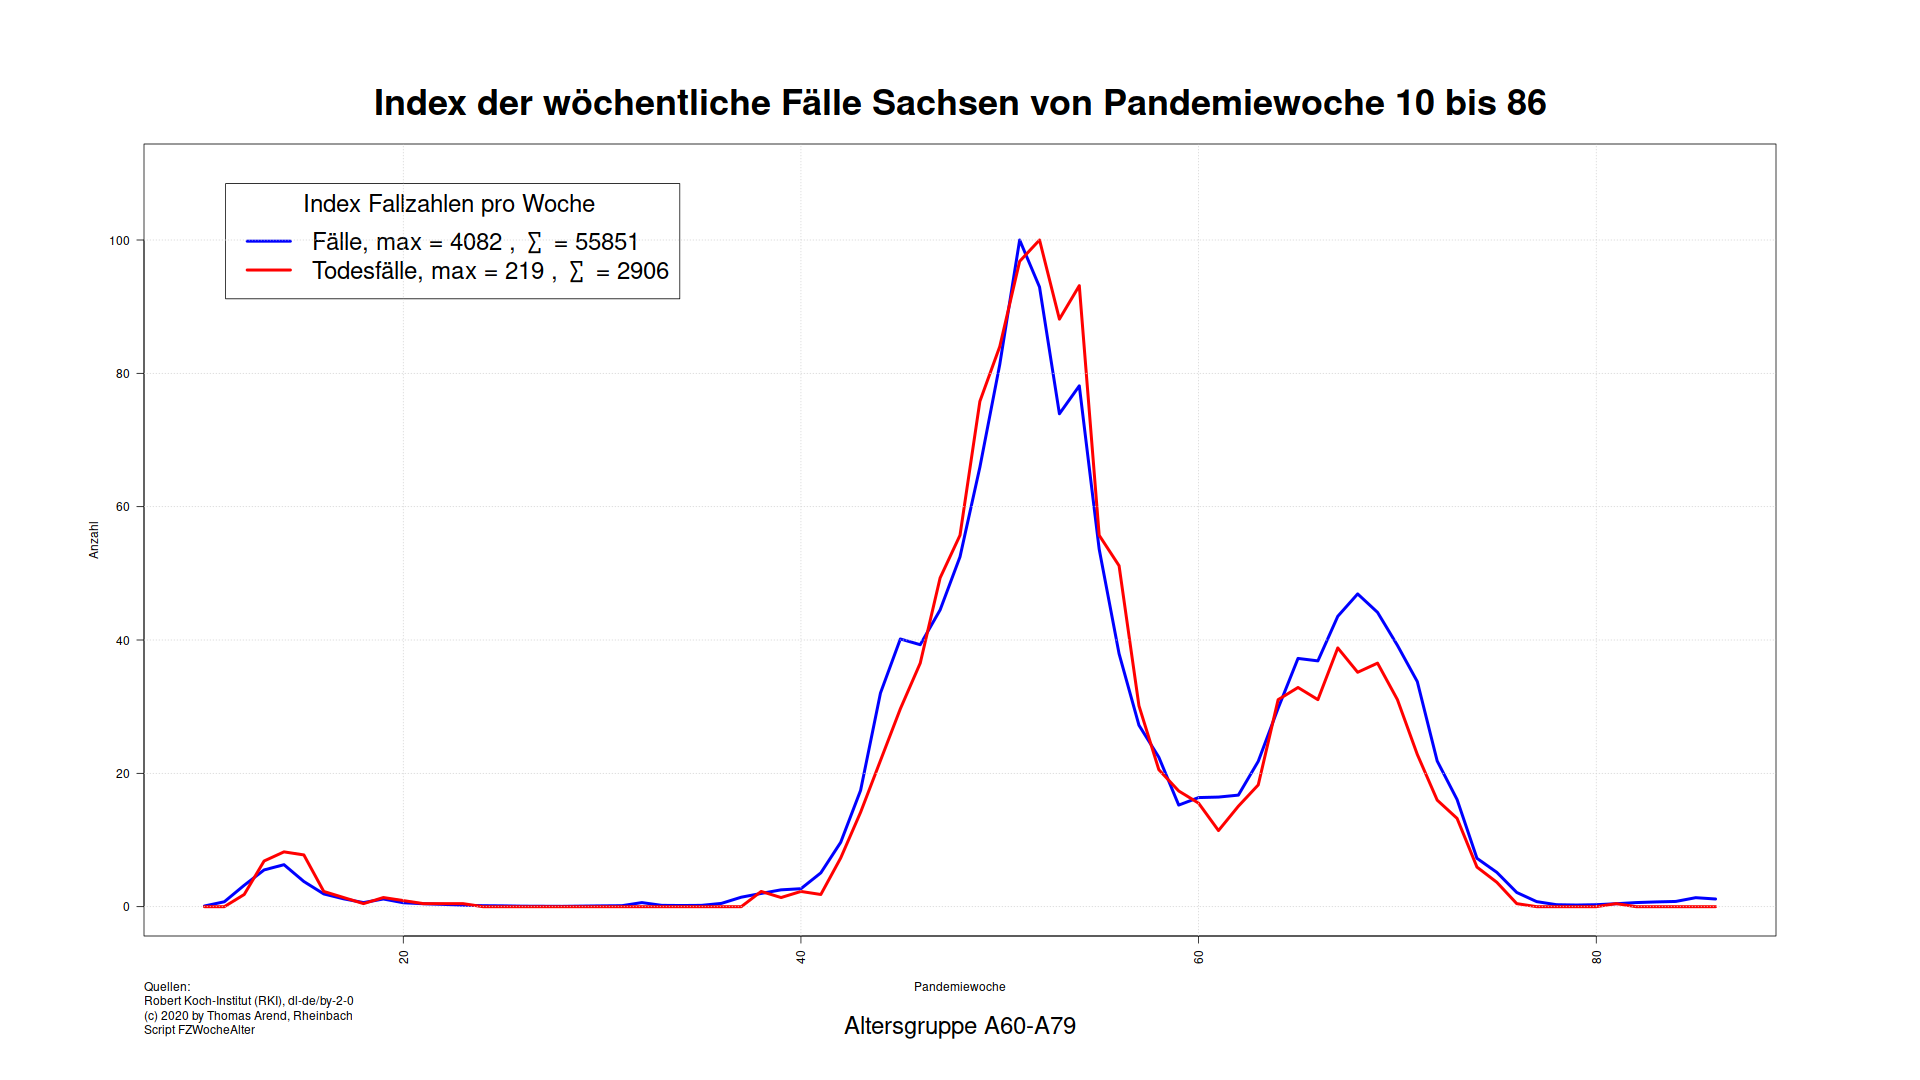 Index der wöchentliche Fälle Sachsen von Pandemiewoche 10 bis 86
Index Fallzahlen pro Woche
Fälle, max = 4082 , ∑ = 55851
Todesfälle, max = 219 , ∑ = 2906
100
80
60
40
20
0
Anzahl
20
40
60
80
Pandemiewoche
Quellen:
Robert Koch-Institut (RKI), dl-de/by-2-0
(c) 2020 by Thomas Arend, Rheinbach
Script FZWocheAlter
Altersgruppe A60-A79